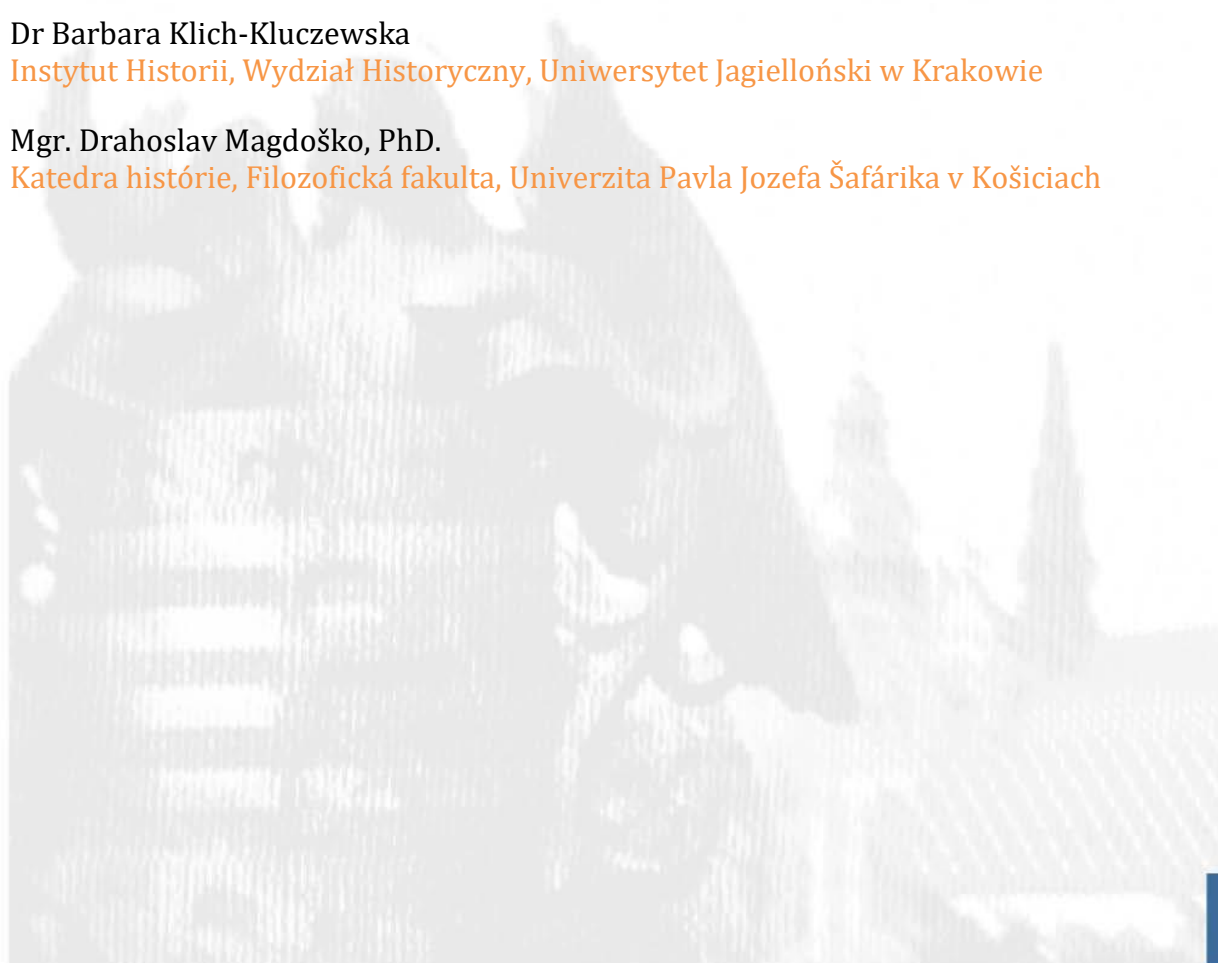 Dr Barbara Klich-Kluczewska
Instytut Historii, Wydział Historyczny, Uniwersytet Jagielloński w Krakowie
Mgr. Drahoslav Magdoško, PhD.
Katedra histórie, Filozofická fakulta, Univerzita Pavla Jozefa Šafárika v Košiciach